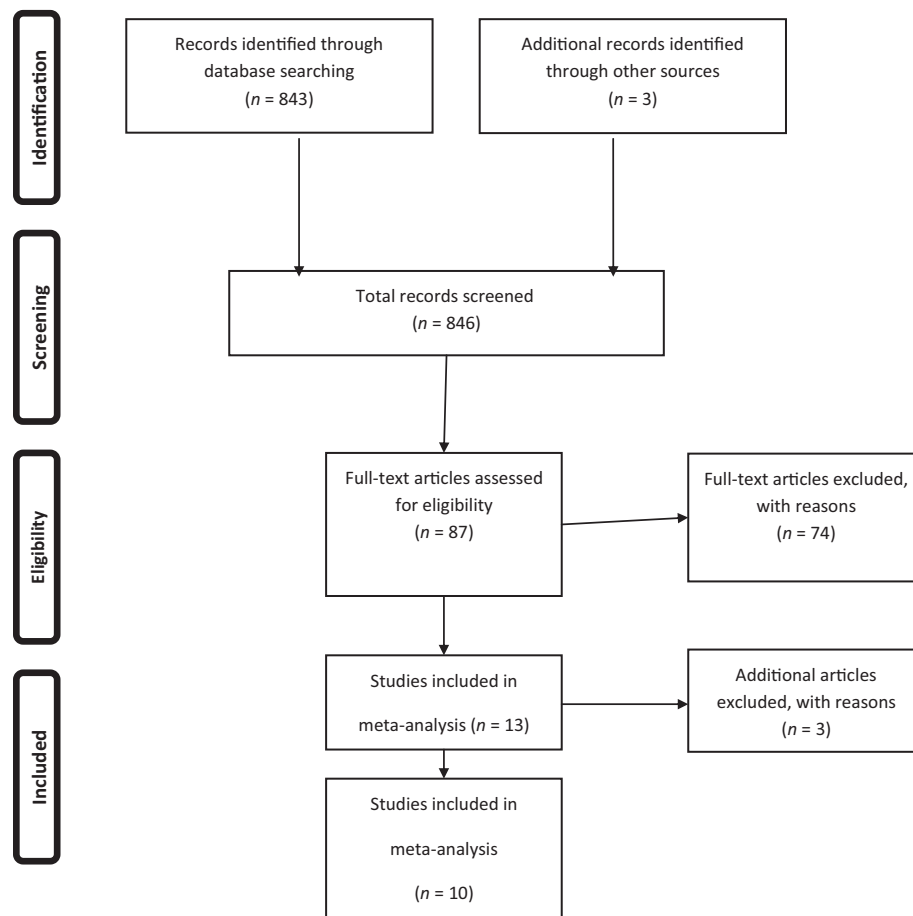 Identification
Records identified through
database searching
(n = 843)
Additional records identified
through other sources
(n = 3)
Screening
Total records screened
(n = 846)
Eligibility
Full-text articles assessed
for eligibility
(n = 87)
Full-text articles excluded,
with reasons
(n = 74)
Included
Studies included in
meta-analysis (n = 13)
Additional articles
excluded, with reasons
(n = 3)
Studies included in
meta-analysis
(n = 10)